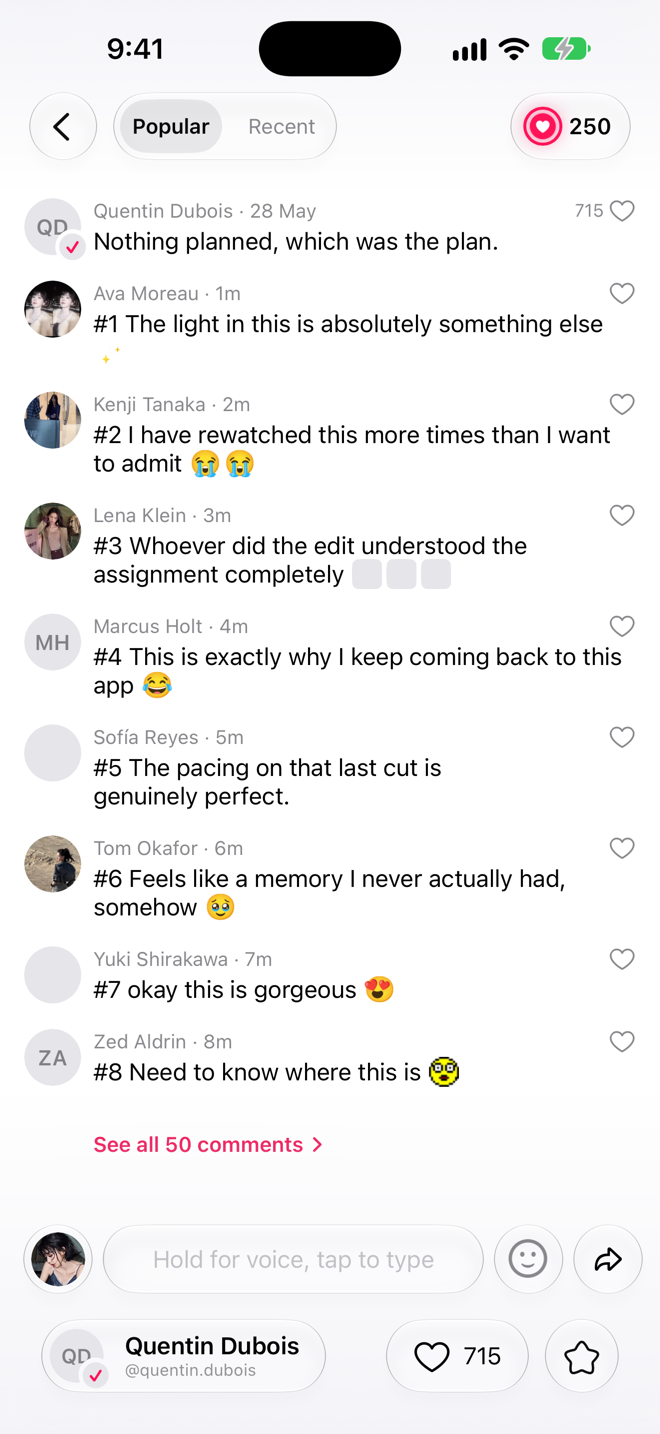 9:41
Popular
Recent
250
QD
Quentin Dubois · 28 May
715
Nothing planned, which was the plan.
Ava Moreau · 1m
#1 The light in this is absolutely something else
✨
Kenji Tanaka · 2m
#2 I have rewatched this more times than I want
to admit 😭😭
Lena Klein · 3m
#3 Whoever did the edit understood the
assignment completely
MH
Marcus Holt · 4m
#4 This is exactly why I keep coming back to this
app 😂
Sofía Reyes · 5m
#5 The pacing on that last cut is
genuinely perfect.
Tom Okafor · 6m
#6 Feels like a memory I never actually had,
somehow 🥹
Yuki Shirakawa · 7m
#7 okay this is gorgeous 😍
ZA
Zed Aldrin · 8m
#8 Need to know where this is
See all 50 comments
Hold for voice, tap to type
QD
Quentin Dubois
@quentin.dubois
715